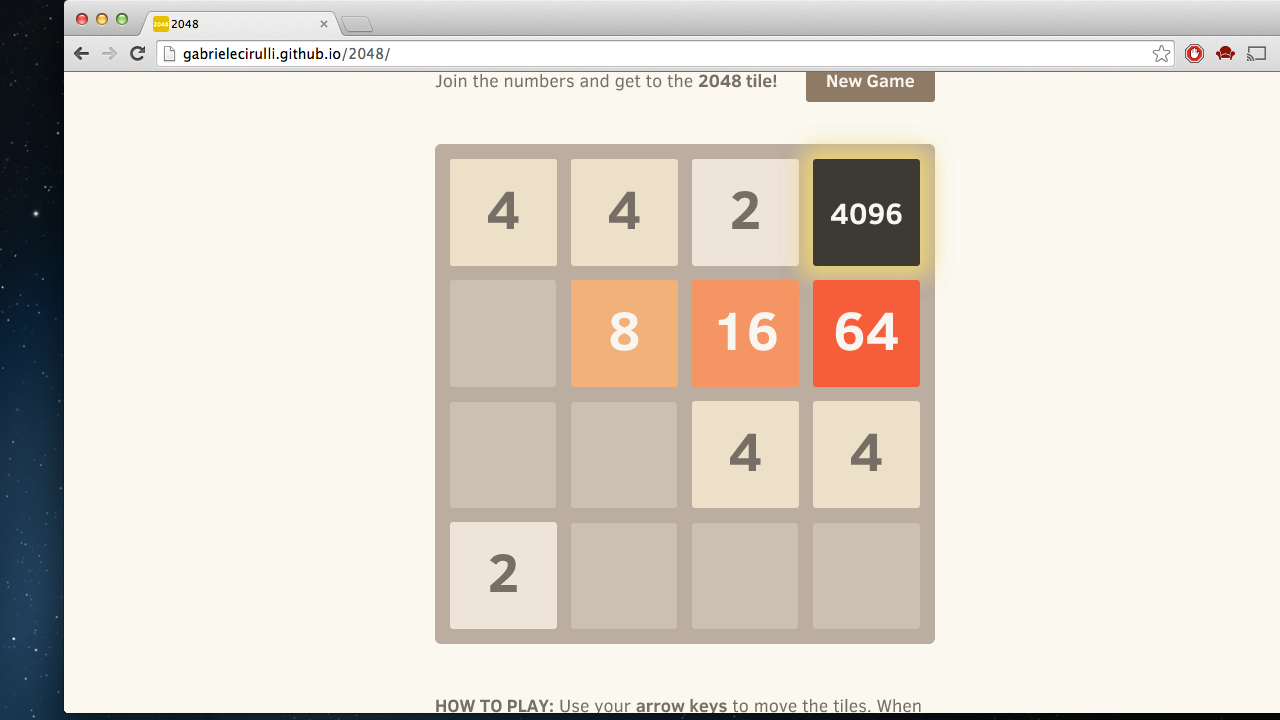 2048
gabrielecirulli.github.io/2048/
Join the numbers and get to the 2048 tile! New Game
4 4 2 4096
8 16 64
4 4
2
HOW TO PLAY: Use your arrow keys to move the tiles. When